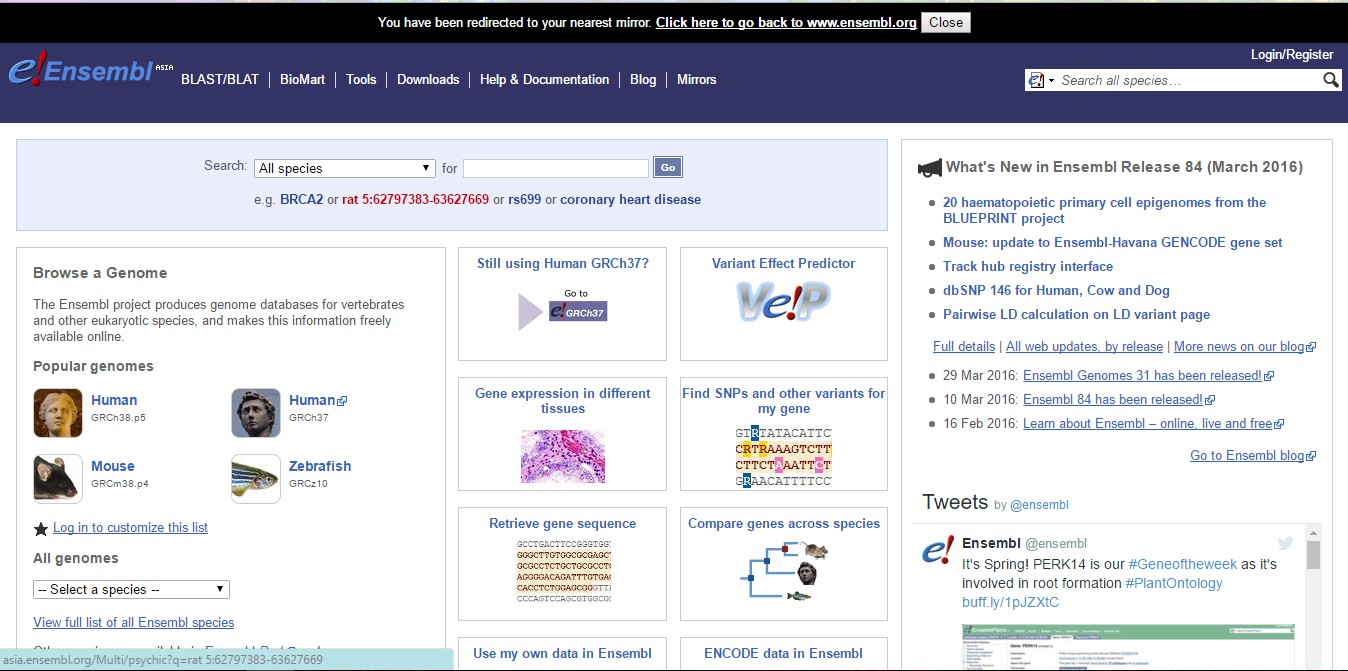 You have been redirected to your nearest mirror. Click here to go back to www.ensembl.org Close
Login/Register
e!Ensembl ASIA BLAST/BLAT BioMart Tools Downloads Help & Documentation Blog Mirrors
Search all species…
Search: All species for Go
e.g. BRCA2 or rat 5:62797383-63627669 or rs699 or coronary heart disease
Browse a Genome
The Ensembl project produces genome databases for vertebrates
and other eukaryotic species, and makes this information freely
available online.
Popular genomes
Human
GRCh38.p5
Human
GRCh37
Mouse
GRCm38.p4
Zebrafish
GRCz10
Log in to customize this list
All genomes
-- Select a species --
View full list of all Ensembl species
asia.ensembl.org/Multi/psychic?q=rat 5:62797383-63627669
Still using Human GRCh37?
Go to
e! GRCh37
Variant Effect Predictor
Ve!P
Gene expression in different
tissues
Find SNPs and other variants for
my gene
GTRTATACATTC
CRTRAAAGTCTT
CTTCTAAATTCT
GRAACATTTTCC
Retrieve gene sequence
GCCTGACTTCCGGGTGG
GGGCTTGTGGCGCGAGC
GCGCCTCTGCTGCGCCT
AGGGGACAGATTTGTGA
CACCTCTGGAGCGGGTT
CCCAGTCCAGCGTGGCG
Compare genes across species
Use my own data in Ensembl
ENCODE data in Ensembl
What's New in Ensembl Release 84 (March 2016)
20 haematopoietic primary cell epigenomes from the
BLUEPRINT project
Mouse: update to Ensembl-Havana GENCODE gene set
Track hub registry interface
dbSNP 146 for Human, Cow and Dog
Pairwise LD calculation on LD variant page
Full details | All web updates, by release | More news on our blog
29 Mar 2016: Ensembl Genomes 31 has been released!
10 Mar 2016: Ensembl 84 has been released!
16 Feb 2016: Learn about Ensembl – online, live and free
Go to Ensembl blog
Tweets by @ensembl
e! Ensembl @ensembl
It's Spring! PERK14 is our #Geneoftheweek as it's
involved in root formation #PlantOntology
buff.ly/1pJZXtC
Gene: PERK14